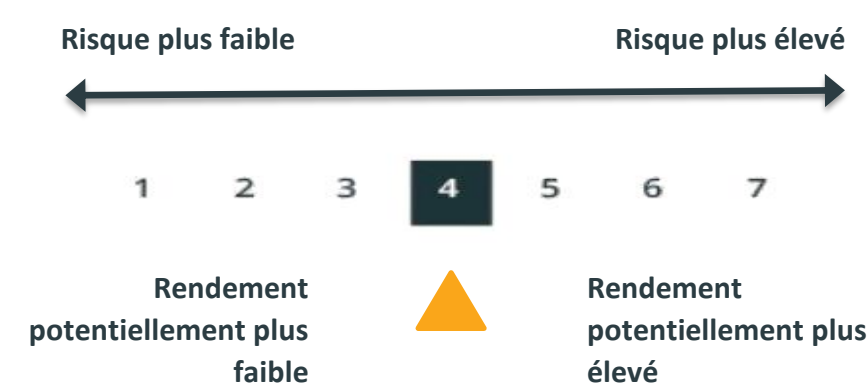 Risque plus faible
Risque plus élevé
1 2 3 4 5 6 7
Rendement
potentiellement plus
faible
Rendement
potentiellement plus
élevé